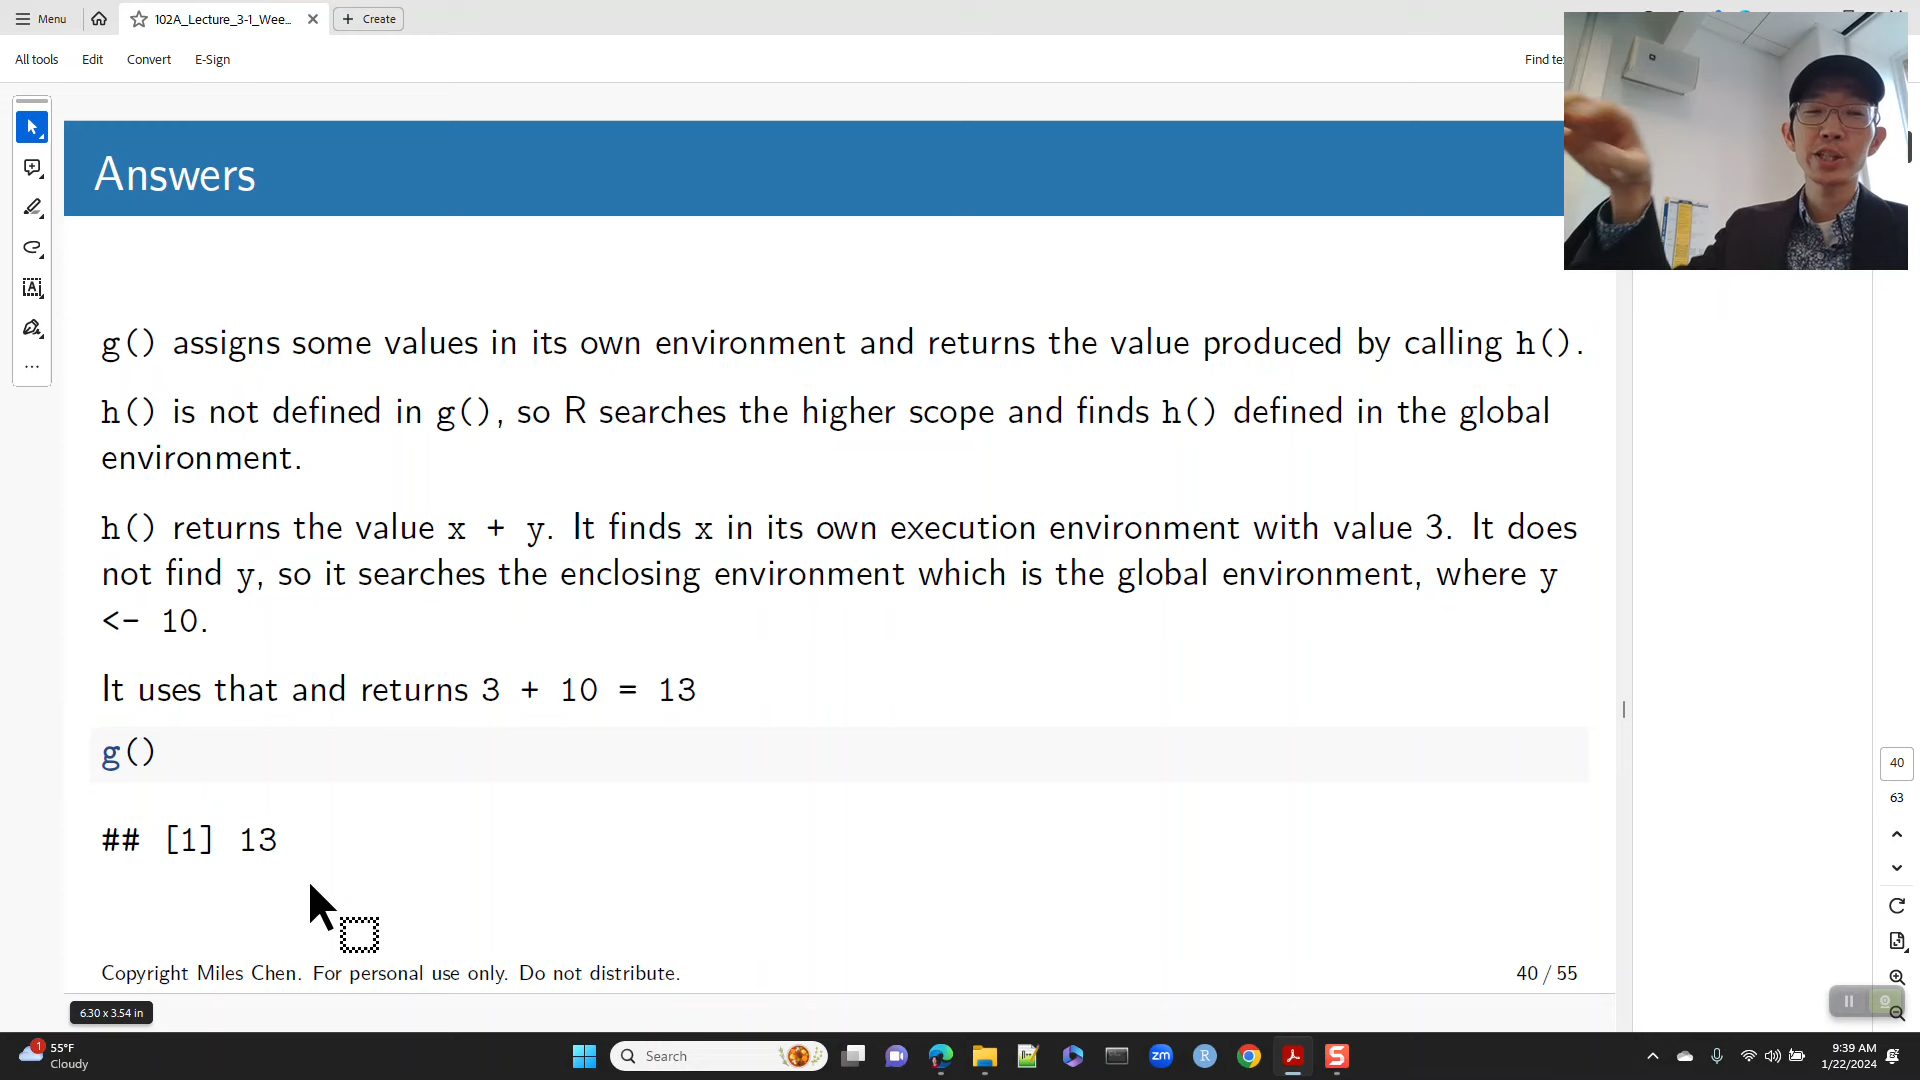 Menu
102A_Lecture_3-1_Wee...
Create
All tools
Edit
Convert
E-Sign
Find te
Answers
g() assigns some values in its own environment and returns the value produced by calling h().
h() is not defined in g(), so R searches the higher scope and finds h() defined in the global
environment.
h() returns the value x + y. It finds x in its own execution environment with value 3. It does
not find y, so it searches the enclosing environment which is the global environment, where y
<- 10.
It uses that and returns 3 + 10 = 13
g()
## [1] 13
Copyright Miles Chen. For personal use only. Do not distribute.
40 / 55
40
63
6.30 x 3.54 in
1
55°F
Cloudy
Search
zm
R
S
9:39 AM
1/22/2024